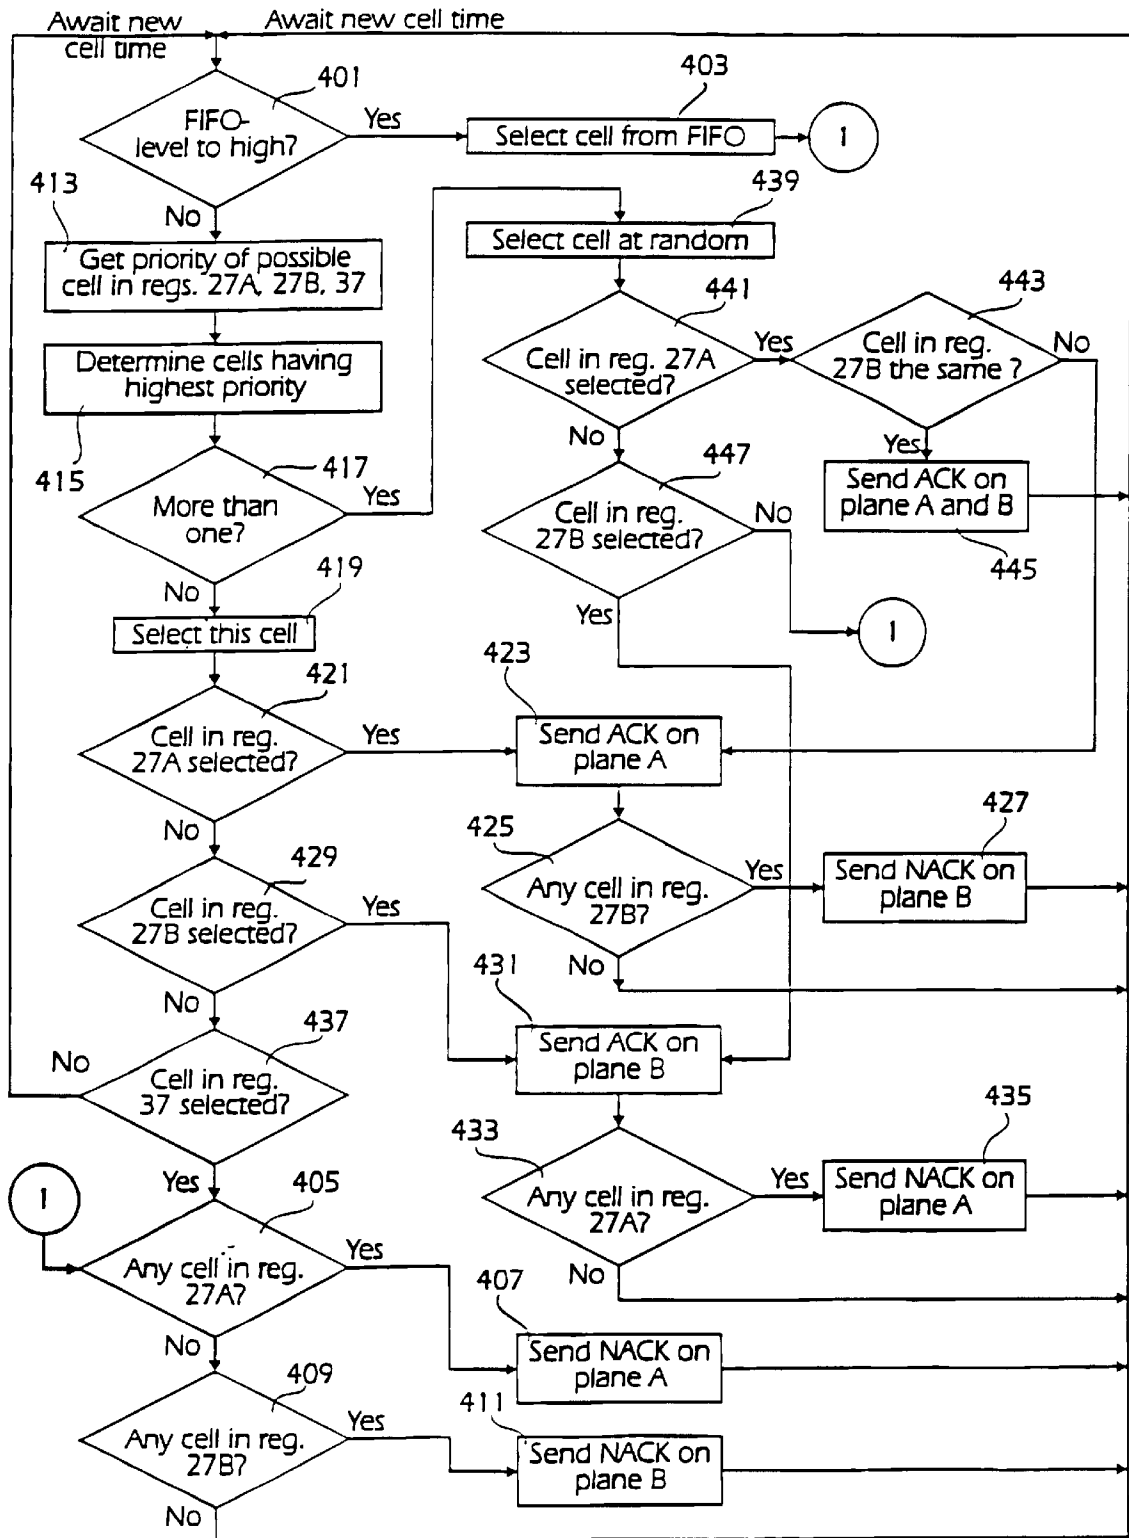 Await new
cell time
Await new cell time
401
FIFO-
level to high?
Yes
403
Select cell from FIFO
1
No
413
Get priority of possible
cell in regs. 27A, 27B, 37
Determine cells having
highest priority
415
417
More than
one?
Yes
No
419
Select this cell
439
Select cell at random
441
Cell in reg. 27A
selected?
Yes
443
Cell in reg.
27B the same ?
No
Yes
Send ACK on
plane A and B
445
No
447
Cell in reg.
27B selected?
No
1
Yes
421
Cell in reg.
27A selected?
Yes
423
Send ACK on
plane A
No
425
Any cell in reg.
27B?
Yes
427
Send NACK on
plane B
No
429
Cell in reg.
27B selected?
Yes
431
Send ACK on
plane B
No
433
Any cell in reg.
27A?
Yes
435
Send NACK on
plane A
No
437
Cell in reg.
37 selected?
No
Yes
1
405
Any cell in reg.
27A?
Yes
407
Send NACK on
plane A
No
409
Any cell in reg.
27B?
Yes
411
Send NACK on
plane B
No